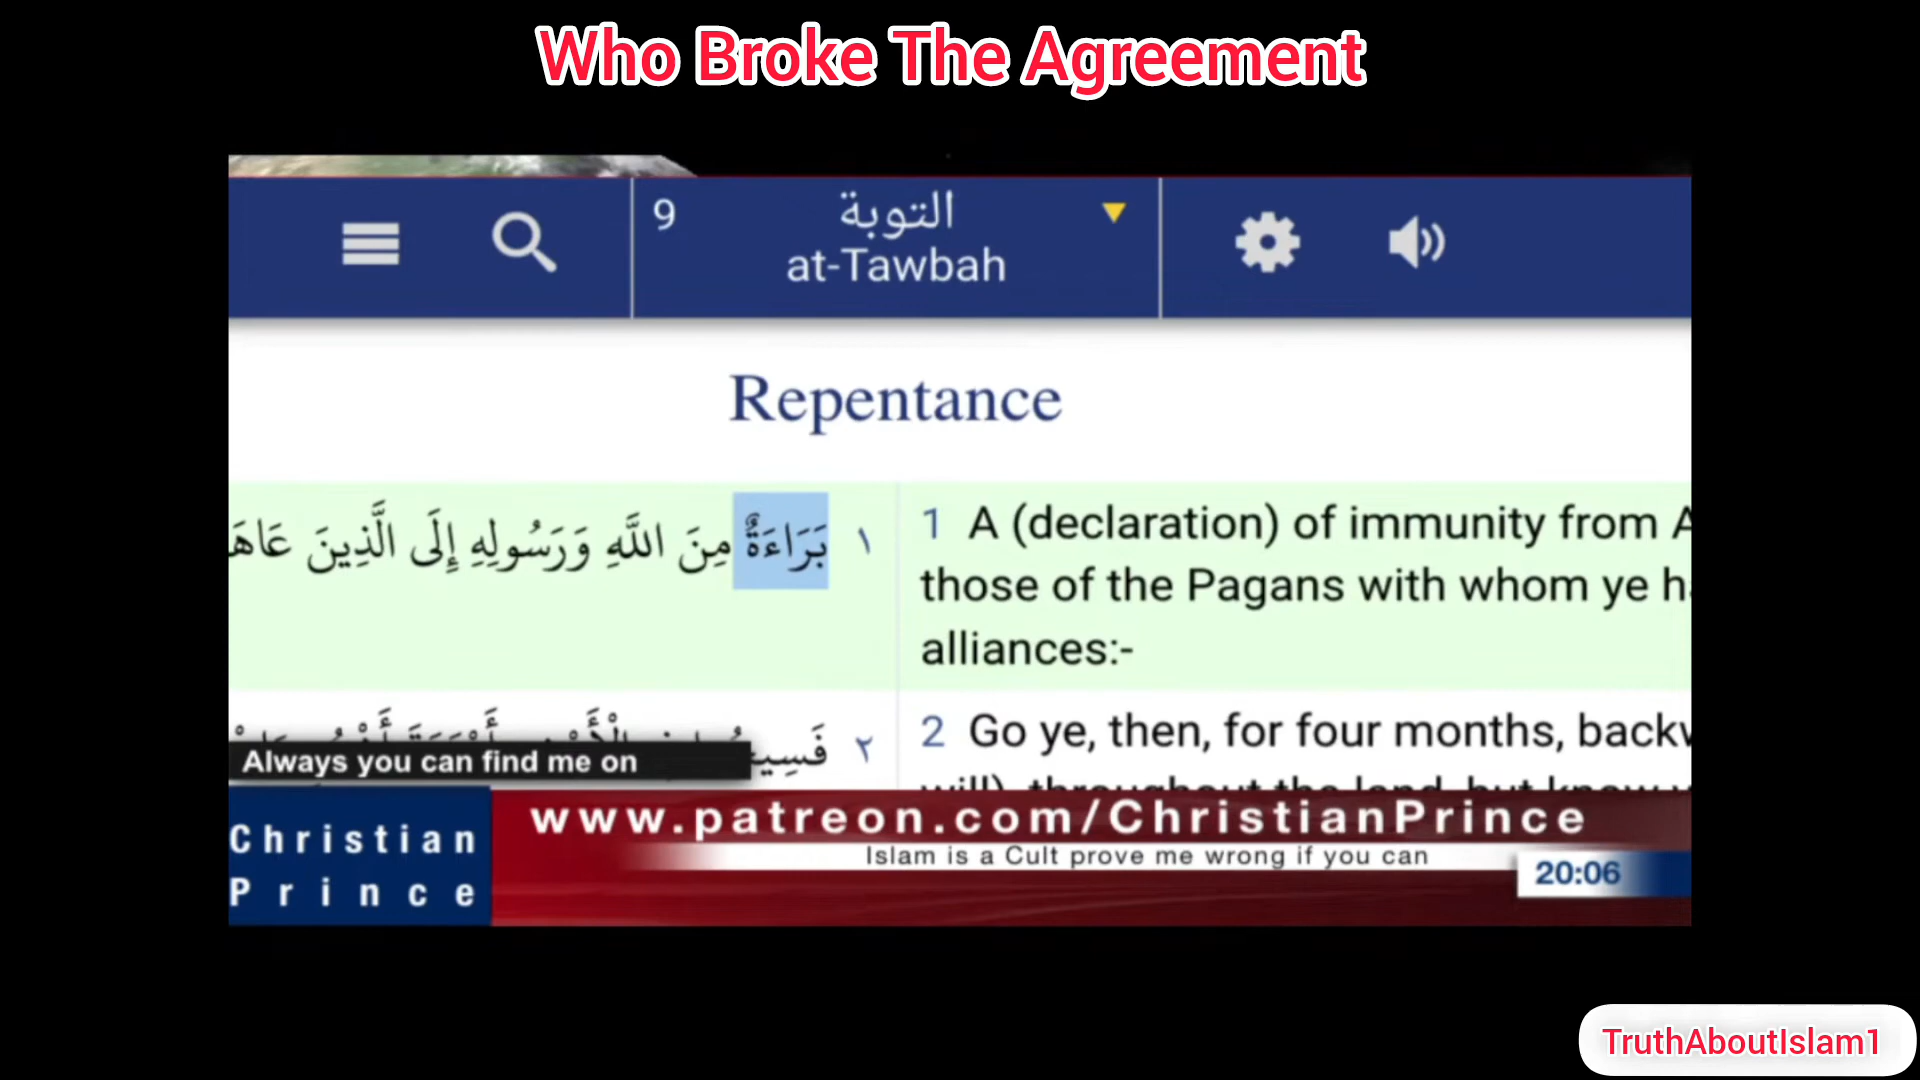 Who Broke The Agreement
9
التوبة
at-Tawbah
Repentance
١ بَرَاءَةٌ مِنَ اللَّهِ وَرَسُولِهِ إِلَى الَّذِينَ
1 A (declaration) of immunity from
those of the Pagans with whom ye
alliances:-
٢
2 Go ye, then, for four months,
Always you can find me on
Christian
Prince
www.patreon.com/ChristianPrince
Islam is a Cult prove me wrong if you can
20:06
TruthAboutIslam1